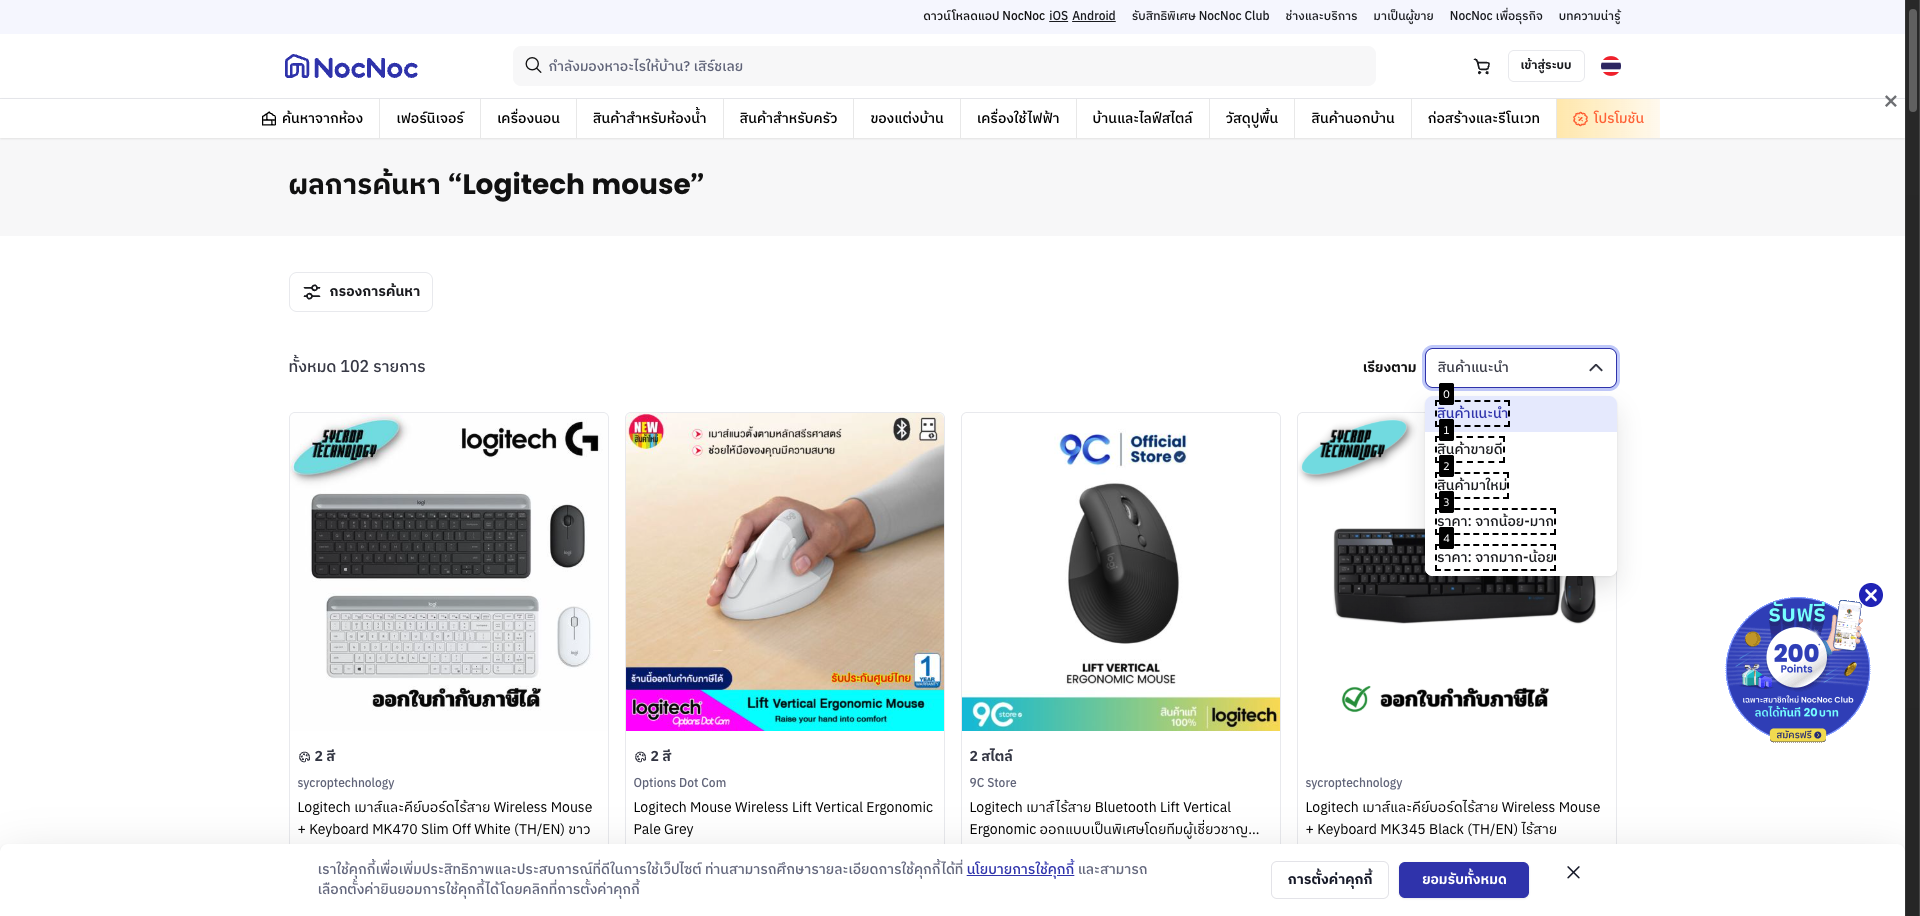 ดาวน์โหลดแอป NocNoc iOS Android รับสิทธิพิเศษ NocNoc Club ช่างและบริการ มาเป็นผู้ขาย NocNoc เพื่อธุรกิจ บทความน่ารู้
NocNoc
กำลังมองหาอะไรให้บ้าน? เสิร์ชเลย
เข้าสู่ระบบ
ค้นหาจากห้อง เฟอร์นิเจอร์ เครื่องนอน สินค้าสำหรับห้องน้ำ สินค้าสำหรับครัว ของแต่งบ้าน เครื่องใช้ไฟฟ้า บ้านและไลฟ์สไตล์ วัสดุปูพื้น สินค้านอกบ้าน ก่อสร้างและรีโนเวท โปรโมชัน
ผลการค้นหา “Logitech mouse”
กรองการค้นหา
ทั้งหมด 102 รายการ
เรียงตาม
สินค้าแนะนำ
0
สินค้าแนะนำ
1
สินค้าขายดี
2
สินค้ามาใหม่
3
ราคา: จากน้อย-มาก
4
ราคา: จากมาก-น้อย
SYCROP TECHNOLOGY
logitech
ออกใบกำกับภาษีได้
NEW
สินค้าใหม่
เมาส์แนวตั้งตามหลักสรีรศาสตร์
ช่วยให้มือของคุณมีความสบาย
ร้านนี้ออกใบกำกับภาษีได้
รับประกันศูนย์ไทย
1 YEAR WARRANTY
logitech
Options Dot Com
Lift Vertical Ergonomic Mouse
Raise your hand into comfort
9C Official Store
LIFT VERTICAL
ERGONOMIC MOUSE
9C store
สินค้าแท้ 100%
logitech
SYCROP TECHNOLOGY
ออกใบกำกับภาษีได้
รับฟรี
200
Points
เฉพาะสมาชิกใหม่ NocNoc Club
ลดได้ทันที 20 บาท
สมัครฟรี
2 สี
sycroptechnology
Logitech เมาส์และคีย์บอร์ดไร้สาย Wireless Mouse
+ Keyboard MK470 Slim Off White (TH/EN) ขาว
2 สี
Options Dot Com
Logitech Mouse Wireless Lift Vertical Ergonomic
Pale Grey
2 สไตล์
9C Store
Logitech เมาส์ไร้สาย Bluetooth Lift Vertical
Ergonomic ออกแบบเป็นพิเศษโดยทีมผู้เชี่ยวชาญ...
sycroptechnology
Logitech เมาส์และคีย์บอร์ดไร้สาย Wireless Mouse
+ Keyboard MK345 Black (TH/EN) ไร้สาย
เราใช้คุกกี้เพื่อเพิ่มประสิทธิภาพและประสบการณ์ที่ดีในการใช้เว็บไซต์ ท่านสามารถศึกษารายละเอียดการใช้คุกกี้ได้ที่ นโยบายการใช้คุกกี้ และสามารถ
เลือกตั้งค่ายินยอมการใช้คุกกี้ได้โดยคลิกที่การตั้งค่าคุกกี้
การตั้งค่าคุกกี้
ยอมรับทั้งหมด